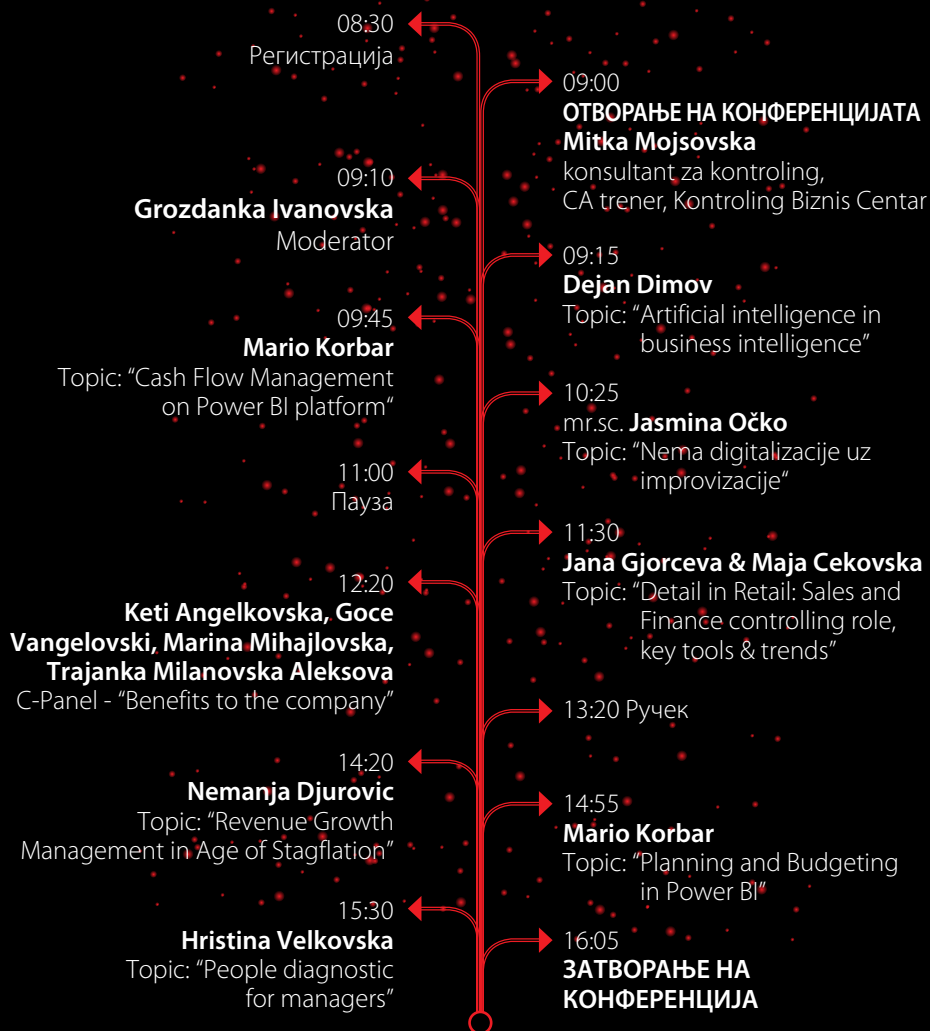 08:30
Регистрација
09:00
ОТВОРАЊЕ НА КОНФЕРЕНЦИЈАТА
Mitka Mojsovska
konsultant za kontroling,
CA trener, Kontroling Biznis Centar
09:10
Grozdanka Ivanovska
Moderator
09:15
Dejan Dimov
Topic: “Artificial intelligence in
business intelligence”
09:45
Mario Korbar
Topic: “Cash Flow Management
on Power BI platform“
10:25
mr.sc. Jasmina Očko
Topic: “Nema digitalizacije uz
improvizacije“
11:00
Пауза
11:30
Jana Gjorceva & Maja Cekovska
Topic: “Detail in Retail: Sales and
Finance controlling role,
key tools & trends”
12:20
Keti Angelkovska, Goce
Vangelovski, Marina Mihajlovska,
Trajanka Milanovska Aleksova
C-Panel - “Benefits to the company”
13:20 Ручек
14:20
Nemanja Djurovic
Topic: “Revenue Growth
Management in Age of Stagflation”
14:55
Mario Korbar
Topic: “Planning and Budgeting
in Power BI”
15:30
Hristina Velkovska
Topic: “People diagnostic
for managers”
16:05
ЗАТВОРАЊЕ НА
КОНФЕРЕНЦИЈА